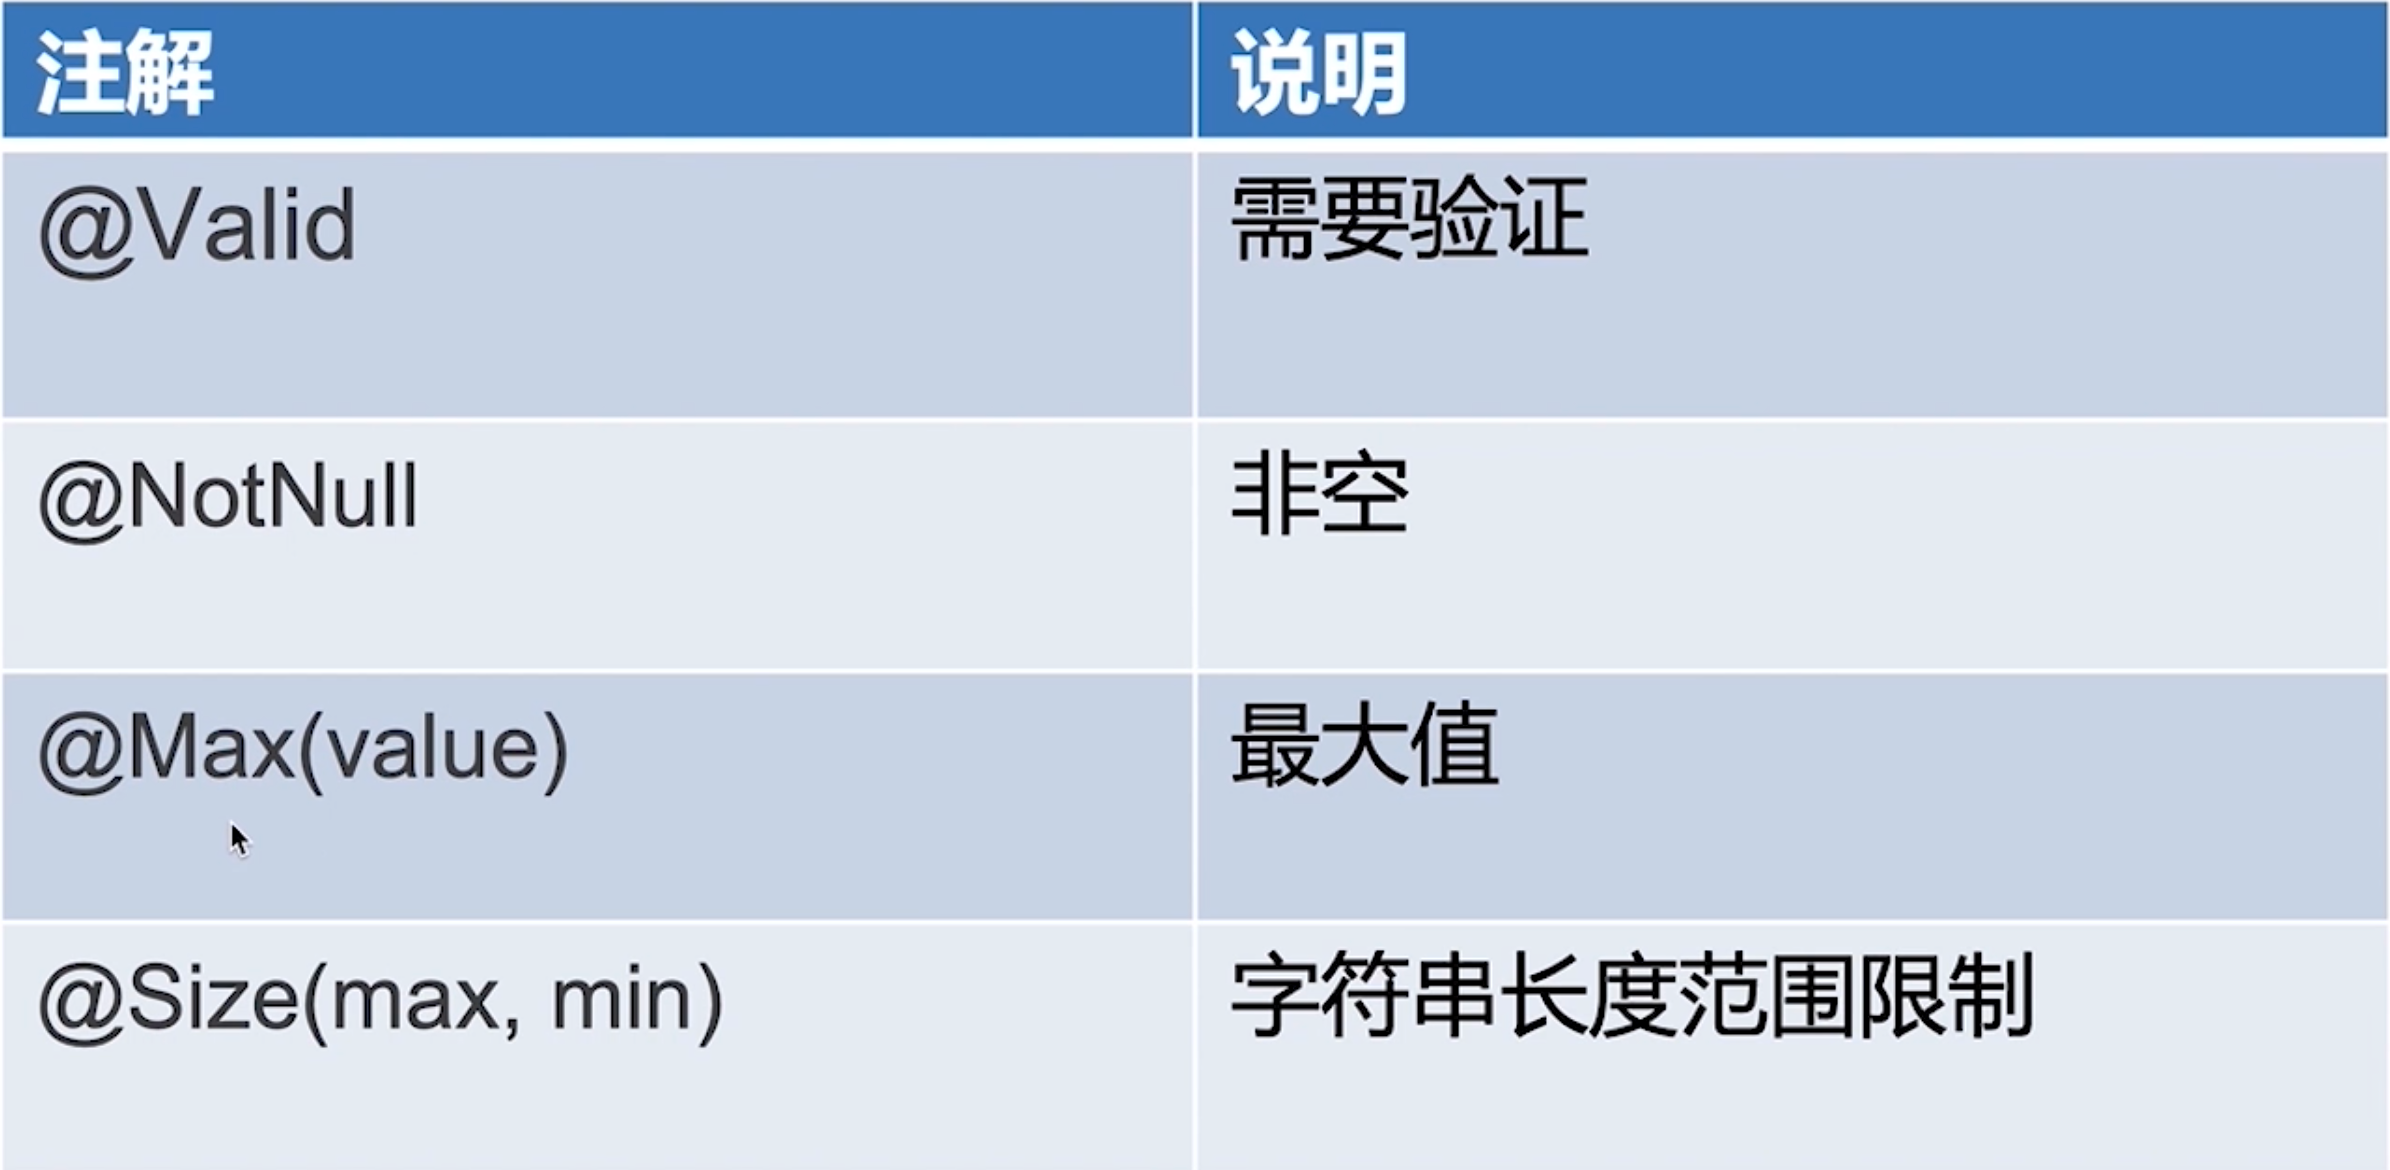 注解 说明
@Valid 需要验证
@NotNull 非空
@Max(value) 最大值
@Size(max, min) 字符串长度范围限制